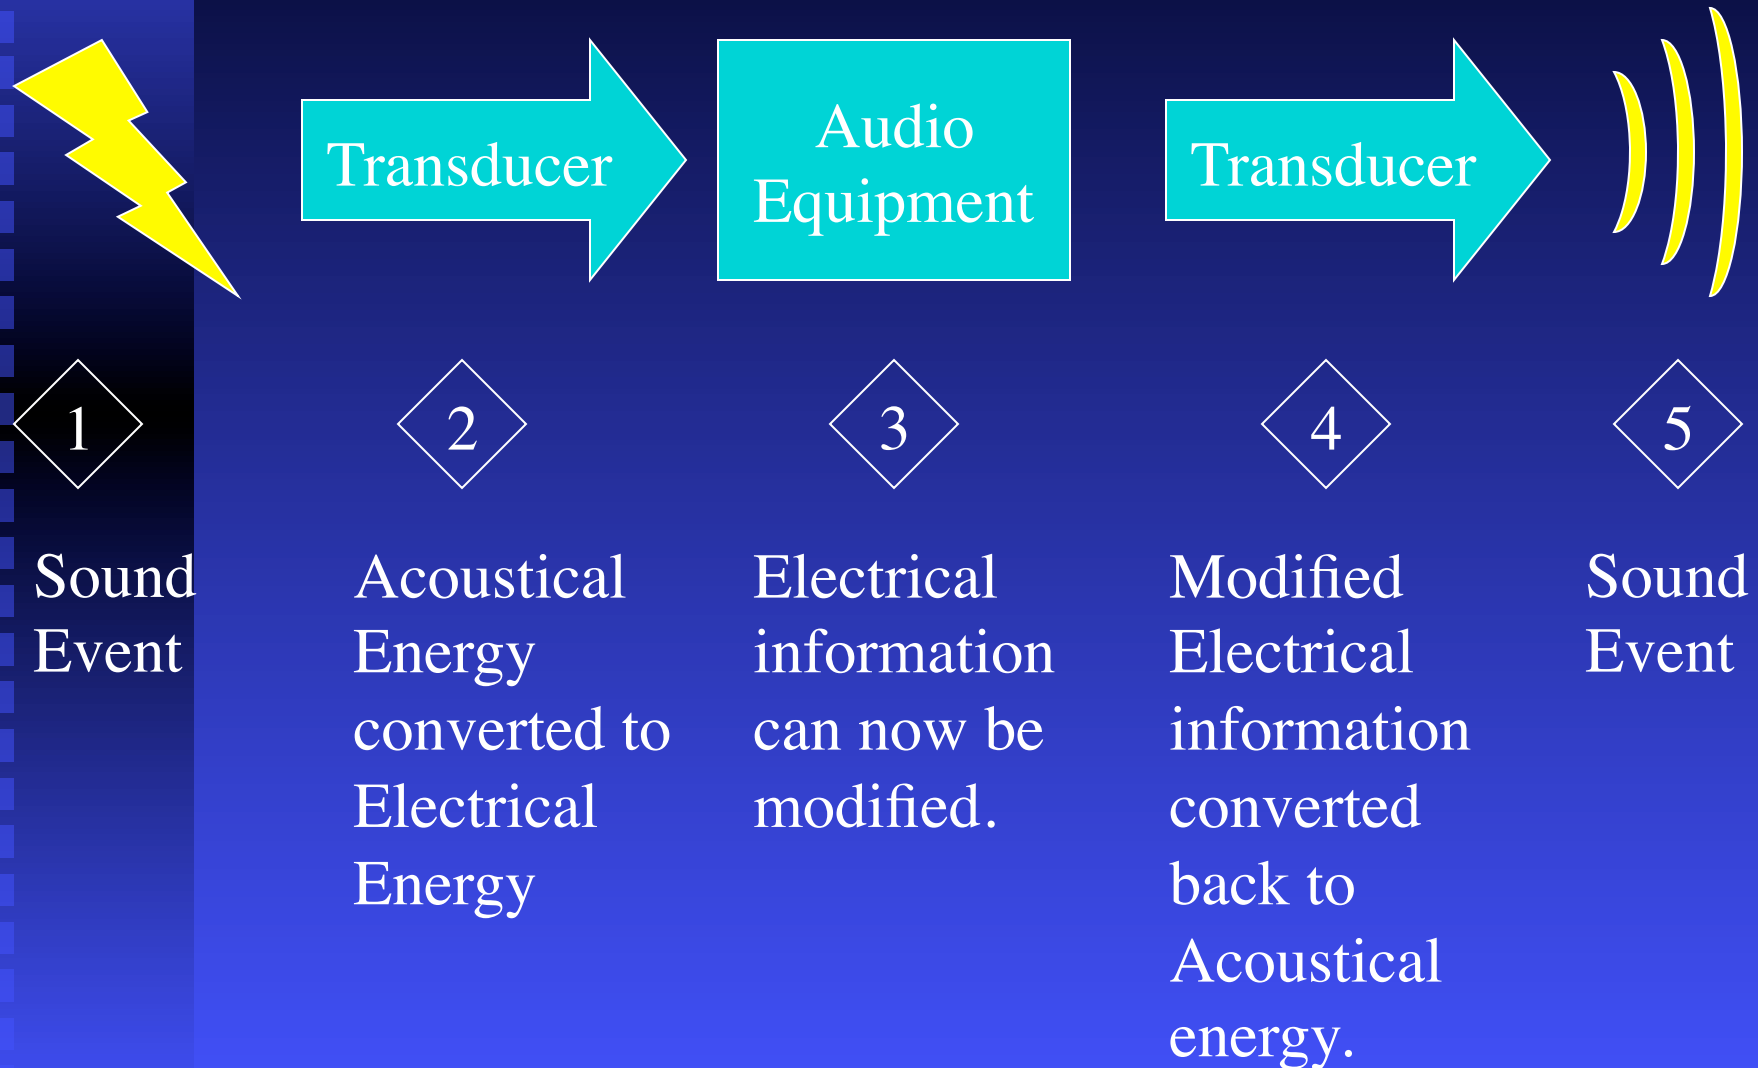 Transducer
Audio
Equipment
Transducer
1
2
3
4
5
Sound
Event
Acoustical
Energy
converted to
Electrical
Energy
Electrical
information
can now be
modified.
Modified
Electrical
information
converted
back to
Acoustical
energy.
Sound
Event